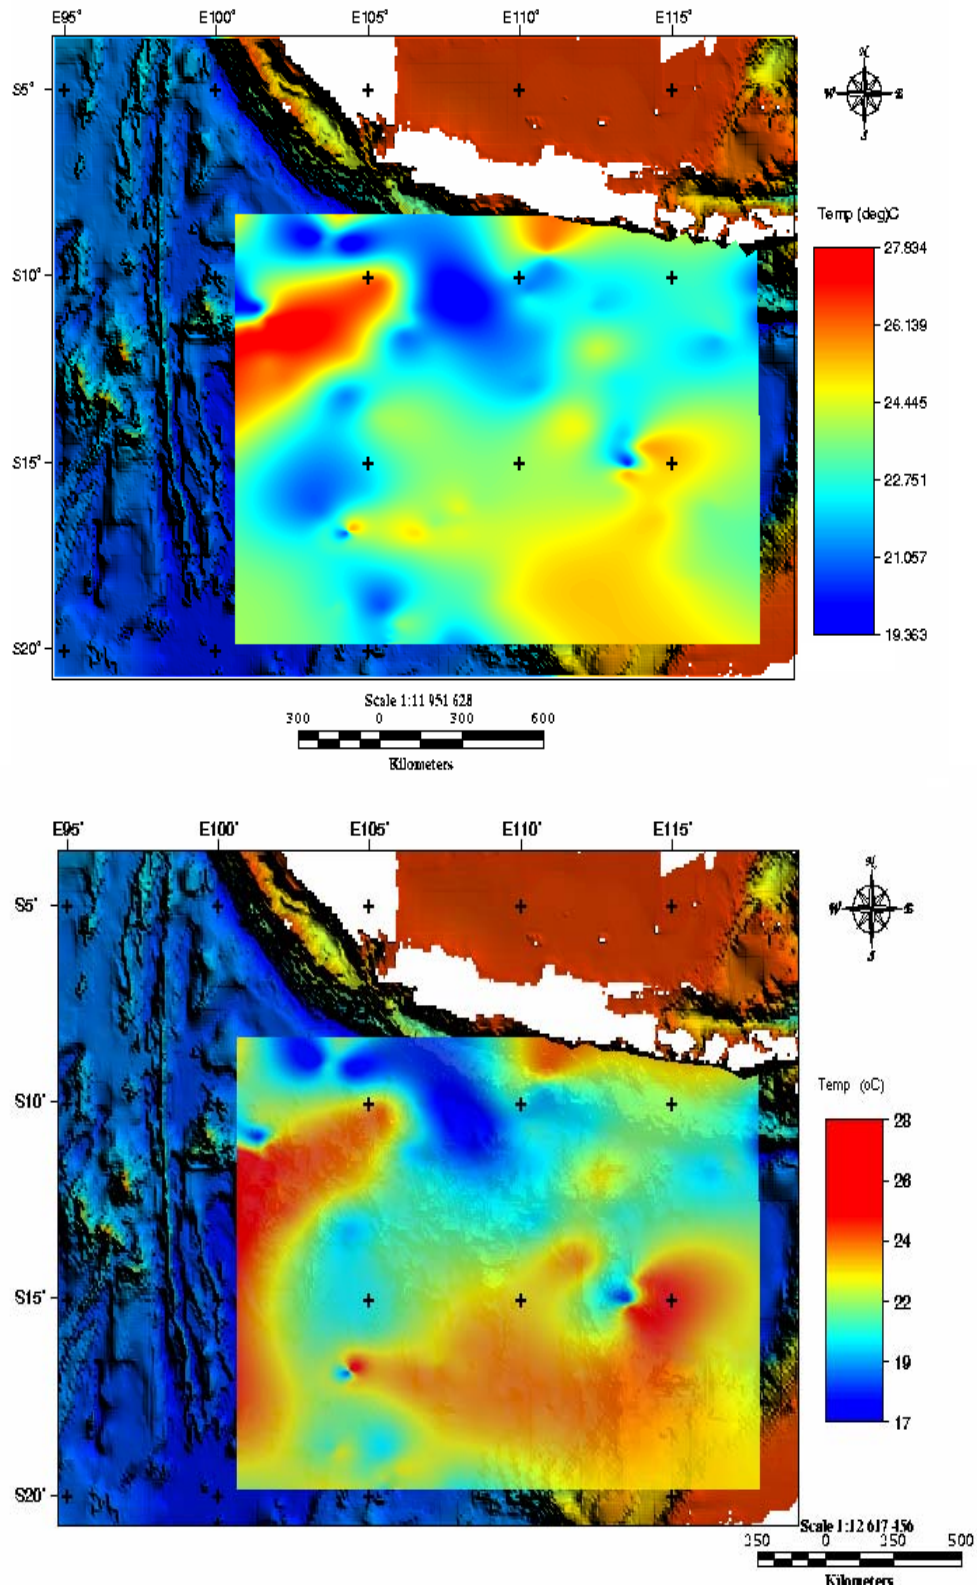 E95° E100° E105° E110° E115°
N
W E
S
S5°
S10°
S15°
S20°
Temp (deg)C
27.834
26.139
24.445
22.751
21.057
19.363
Scale 1:11 951 628
300 0 300 600
Kilometers
E95° E100° E105° E110° E115°
N
W E
S
S5°
S10°
S15°
S20°
Temp (oC)
28
26
24
22
19
17
Scale 1:12 617 456
250 0 250 500
Kilometers